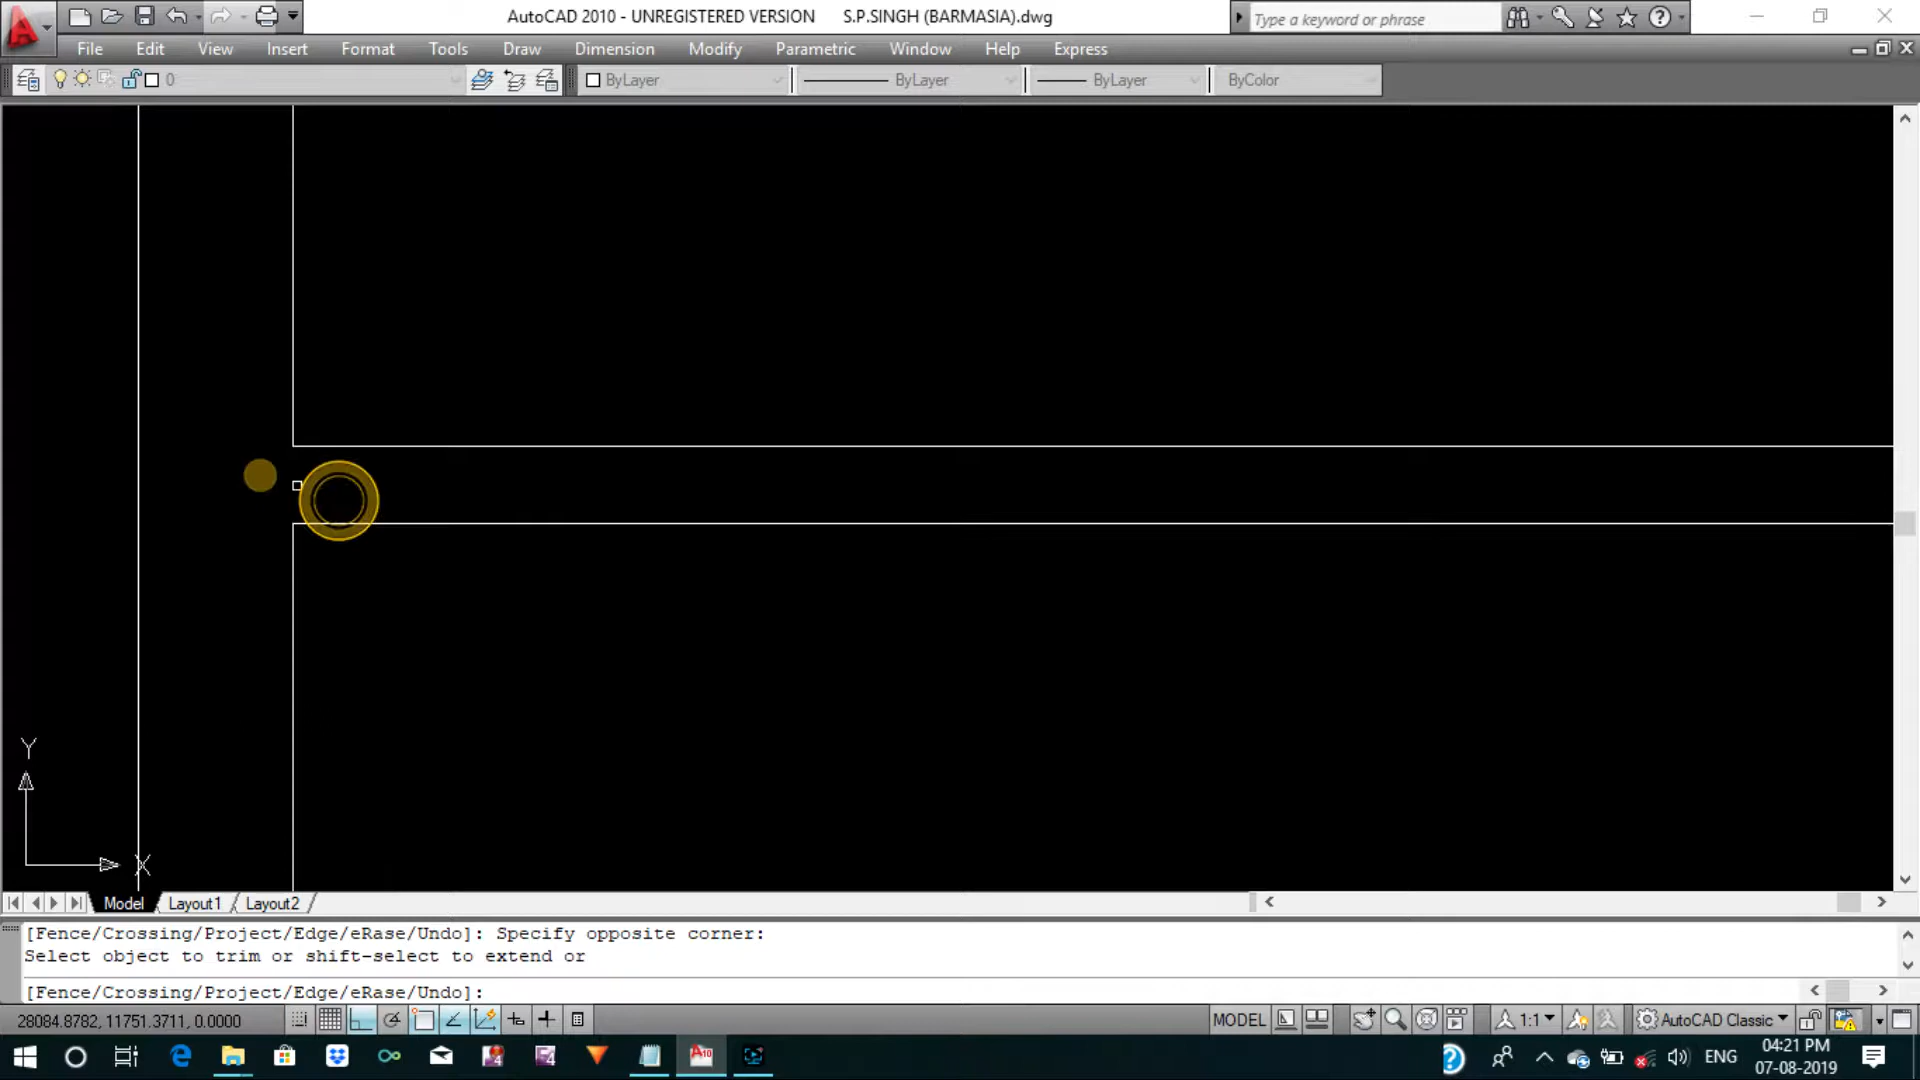 AutoCAD 2010 - UNREGISTERED VERSION S.P.SINGH (BARMASIA).dwg
Type a keyword or phrase
File Edit View Insert Format Tools Draw Dimension Modify Parametric Window Help Express
0 ByLayer ByLayer ByLayer ByColor
Y
X
Model Layout1 Layout2
[Fence/Crossing/Project/Edge/eRase/Undo]: Specify opposite corner:
Select object to trim or shift-select to extend or
[Fence/Crossing/Project/Edge/eRase/Undo]:
28084.8782, 11751.3711, 0.0000 MODEL 1:1 AutoCAD Classic
ENG 04:21 PM
07-08-2019